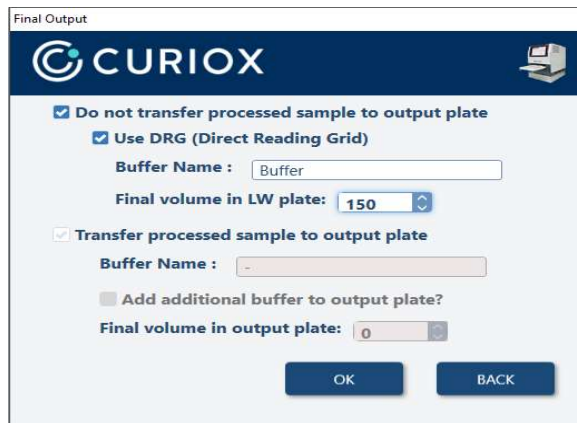 Final Output
CURIOX
Do not transfer processed sample to output plate
Use DRG (Direct Reading Grid)
Buffer Name : Buffer
Final volume in LW plate: 150
Transfer processed sample to output plate
Buffer Name : -
Add additional buffer to output plate?
Final volume in output plate: 0
OK BACK